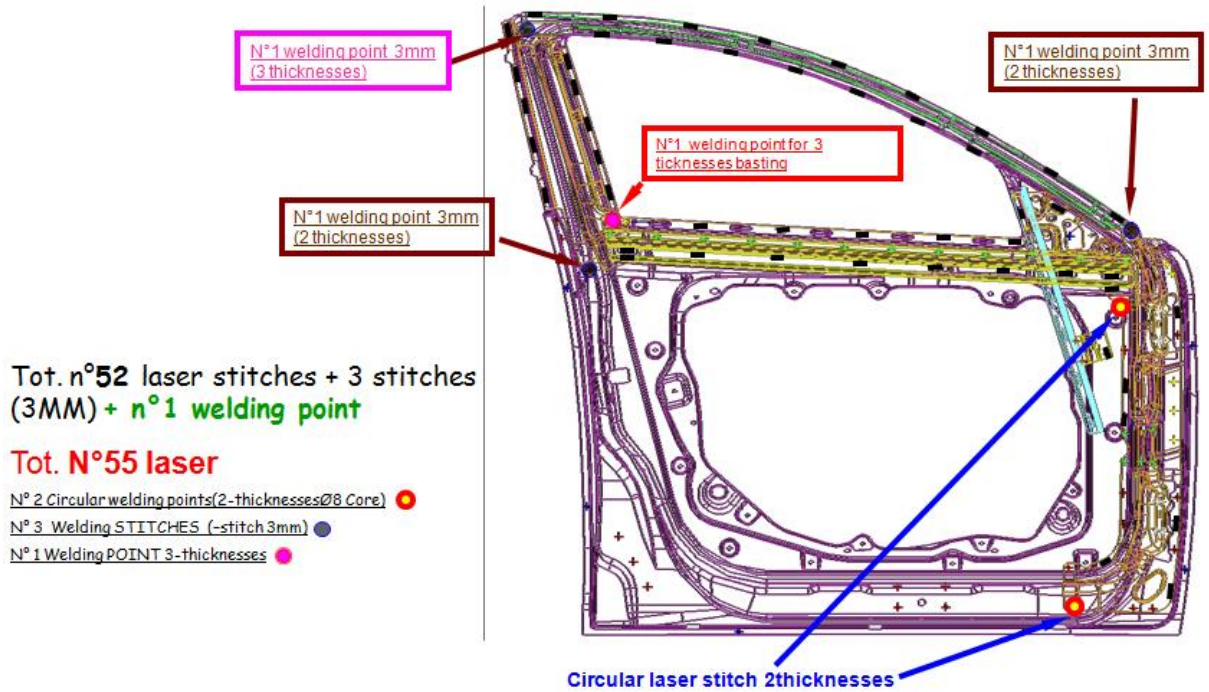 N°1 welding point 3mm
(3 thicknesses)
N°1 welding point 3mm
(2 thicknesses)
N°1 welding point for 3
ticknesses basting
N°1 welding point 3mm
(2 thicknesses)
Tot. n°52 laser stitches + 3 stitches
(3MM) + n°1 welding point
Tot. N°55 laser
N° 2 Circular welding points(2-thicknessesØ8 Core)
N° 3 Welding STITCHES (-stitch 3mm)
N° 1 Welding POINT 3-thicknesses
Circular laser stitch 2thicknesses